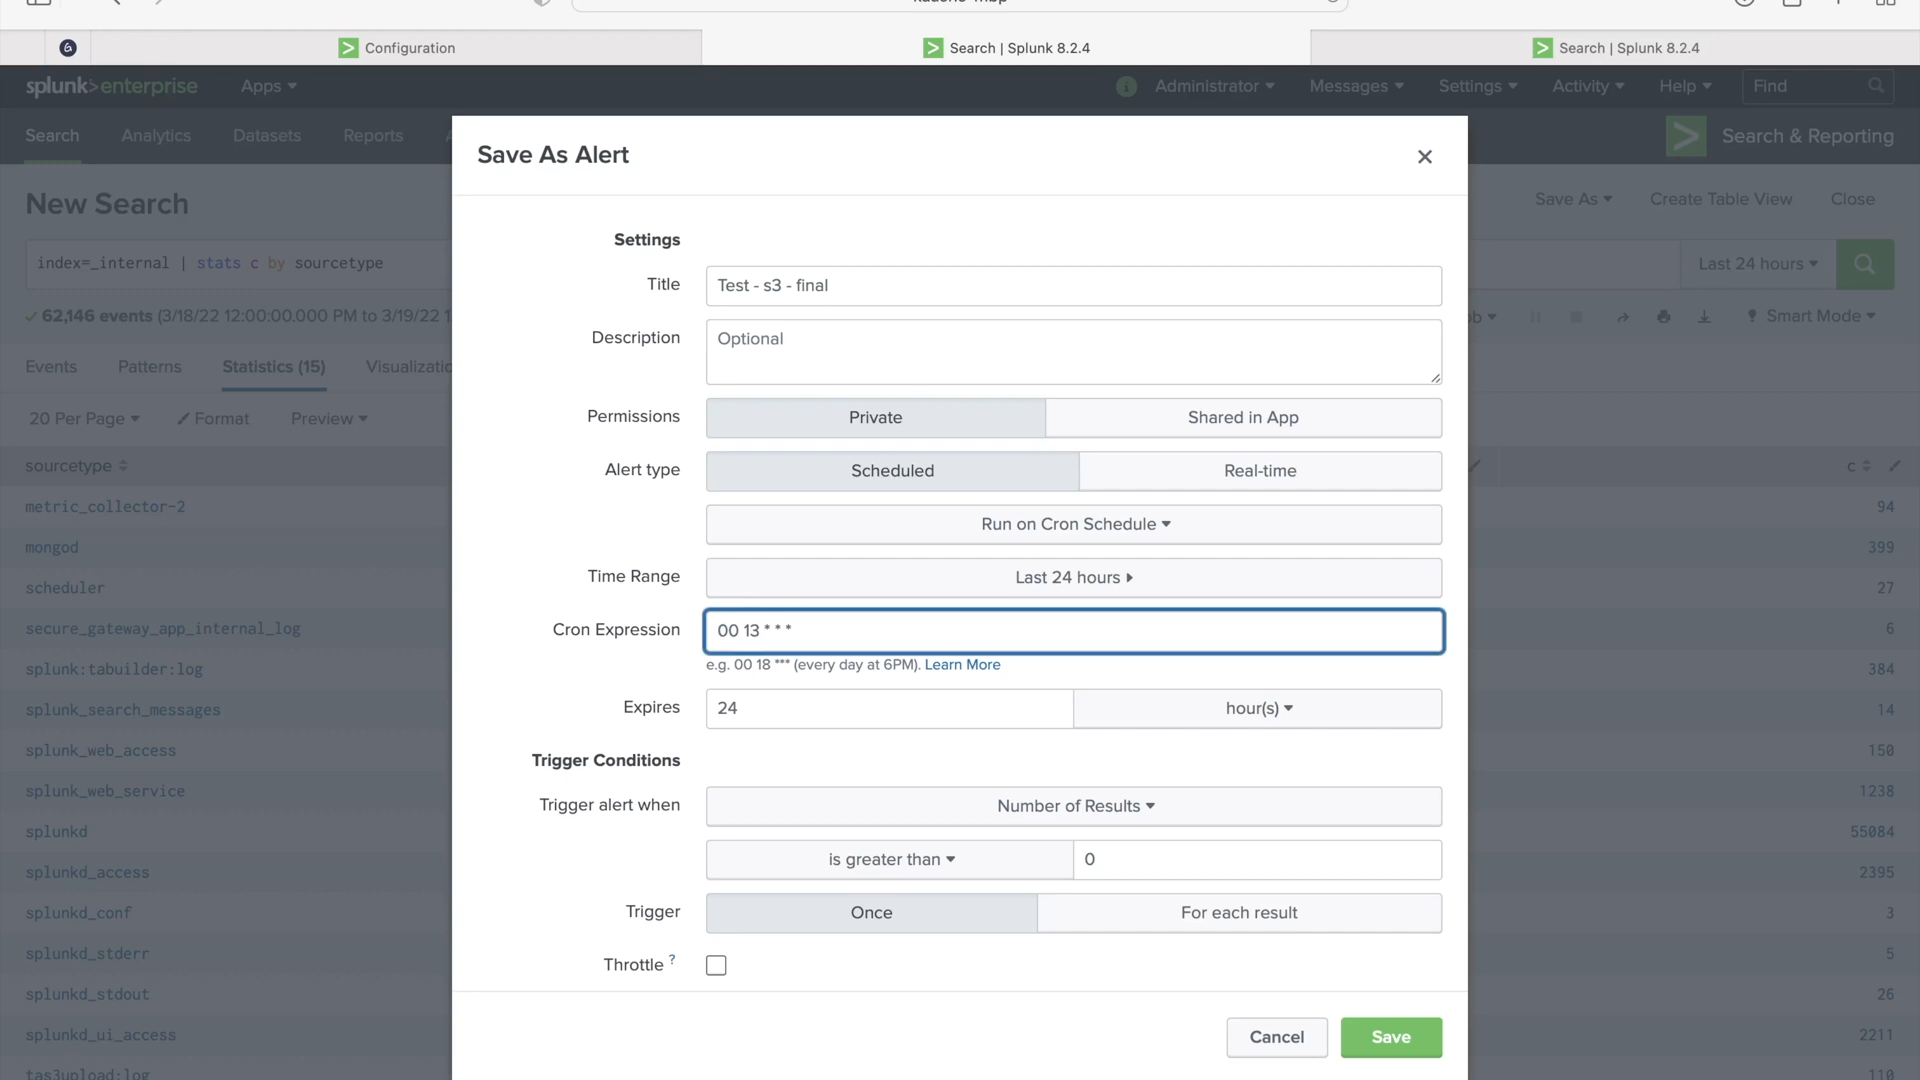 Configuration
Search | Splunk 8.2.4
Search | Splunk 8.2.4
splunk>enterprise
Apps
Administrator
Messages
Settings
Activity
Help
Find
Search
Analytics
Datasets
Reports
Search & Reporting
Save As Alert
New Search
Save As
Create Table View
Close
index=_internal | stats c by sourcetype
Last 24 hours
62,146 events (3/18/22 12:00:00.000 PM to 3/19/22 1
Smart Mode
Events
Patterns
Statistics (15)
Visualizatio
20 Per Page
Format
Preview
sourcetype
c
metric_collector-2
94
mongod
399
scheduler
27
secure_gateway_app_internal_log
6
splunk:tabuilder:log
384
splunk_search_messages
14
splunk_web_access
150
splunk_web_service
1238
splunkd
55084
splunkd_access
2395
splunkd_conf
3
splunkd_stderr
5
splunkd_stdout
26
splunkd_ui_access
2211
tas3upload:log
110
Settings
Title
Test - s3 - final
Description
Optional
Permissions
Private
Shared in App
Alert type
Scheduled
Real-time
Run on Cron Schedule
Time Range
Last 24 hours
Cron Expression
00 13 * * *
e.g. 00 18 *** (every day at 6PM). Learn More
Expires
24
hour(s)
Trigger Conditions
Trigger alert when
Number of Results
is greater than
0
Trigger
Once
For each result
Throttle ?
Cancel
Save